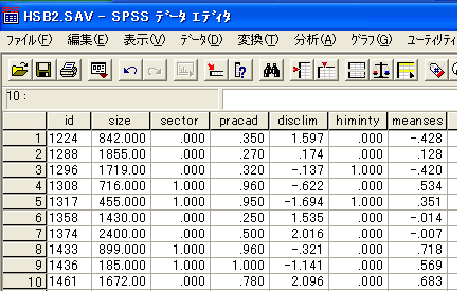 HSB2.SAV - SPSS ﾃﾞｰﾀ ｴﾃﾞｨﾀ
ﾌｧｲﾙ(F) 編集(E) 表示(V) ﾃﾞｰﾀ(D) 変換(T) 分析(A) ｸﾞﾗﾌ(G) ﾕｰﾃｨﾘﾃｨ
10 :
id size sector pracad disclim himinty meanses
1 1224 842.000 .000 .350 1.597 .000 -.428
2 1288 1855.00 .000 .270 .174 .000 .128
3 1296 1719.00 .000 .320 -.137 1.000 -.420
4 1308 716.000 1.000 .960 -.622 .000 .534
5 1317 455.000 1.000 .950 -1.694 1.000 .351
6 1358 1430.00 .000 .250 1.535 .000 -.014
7 1374 2400.00 .000 .500 2.016 .000 -.007
8 1433 899.000 1.000 .960 -.321 .000 .718
9 1436 185.000 1.000 1.000 -1.141 .000 .569
10 1461 1672.00 .000 .780 2.096 .000 .683